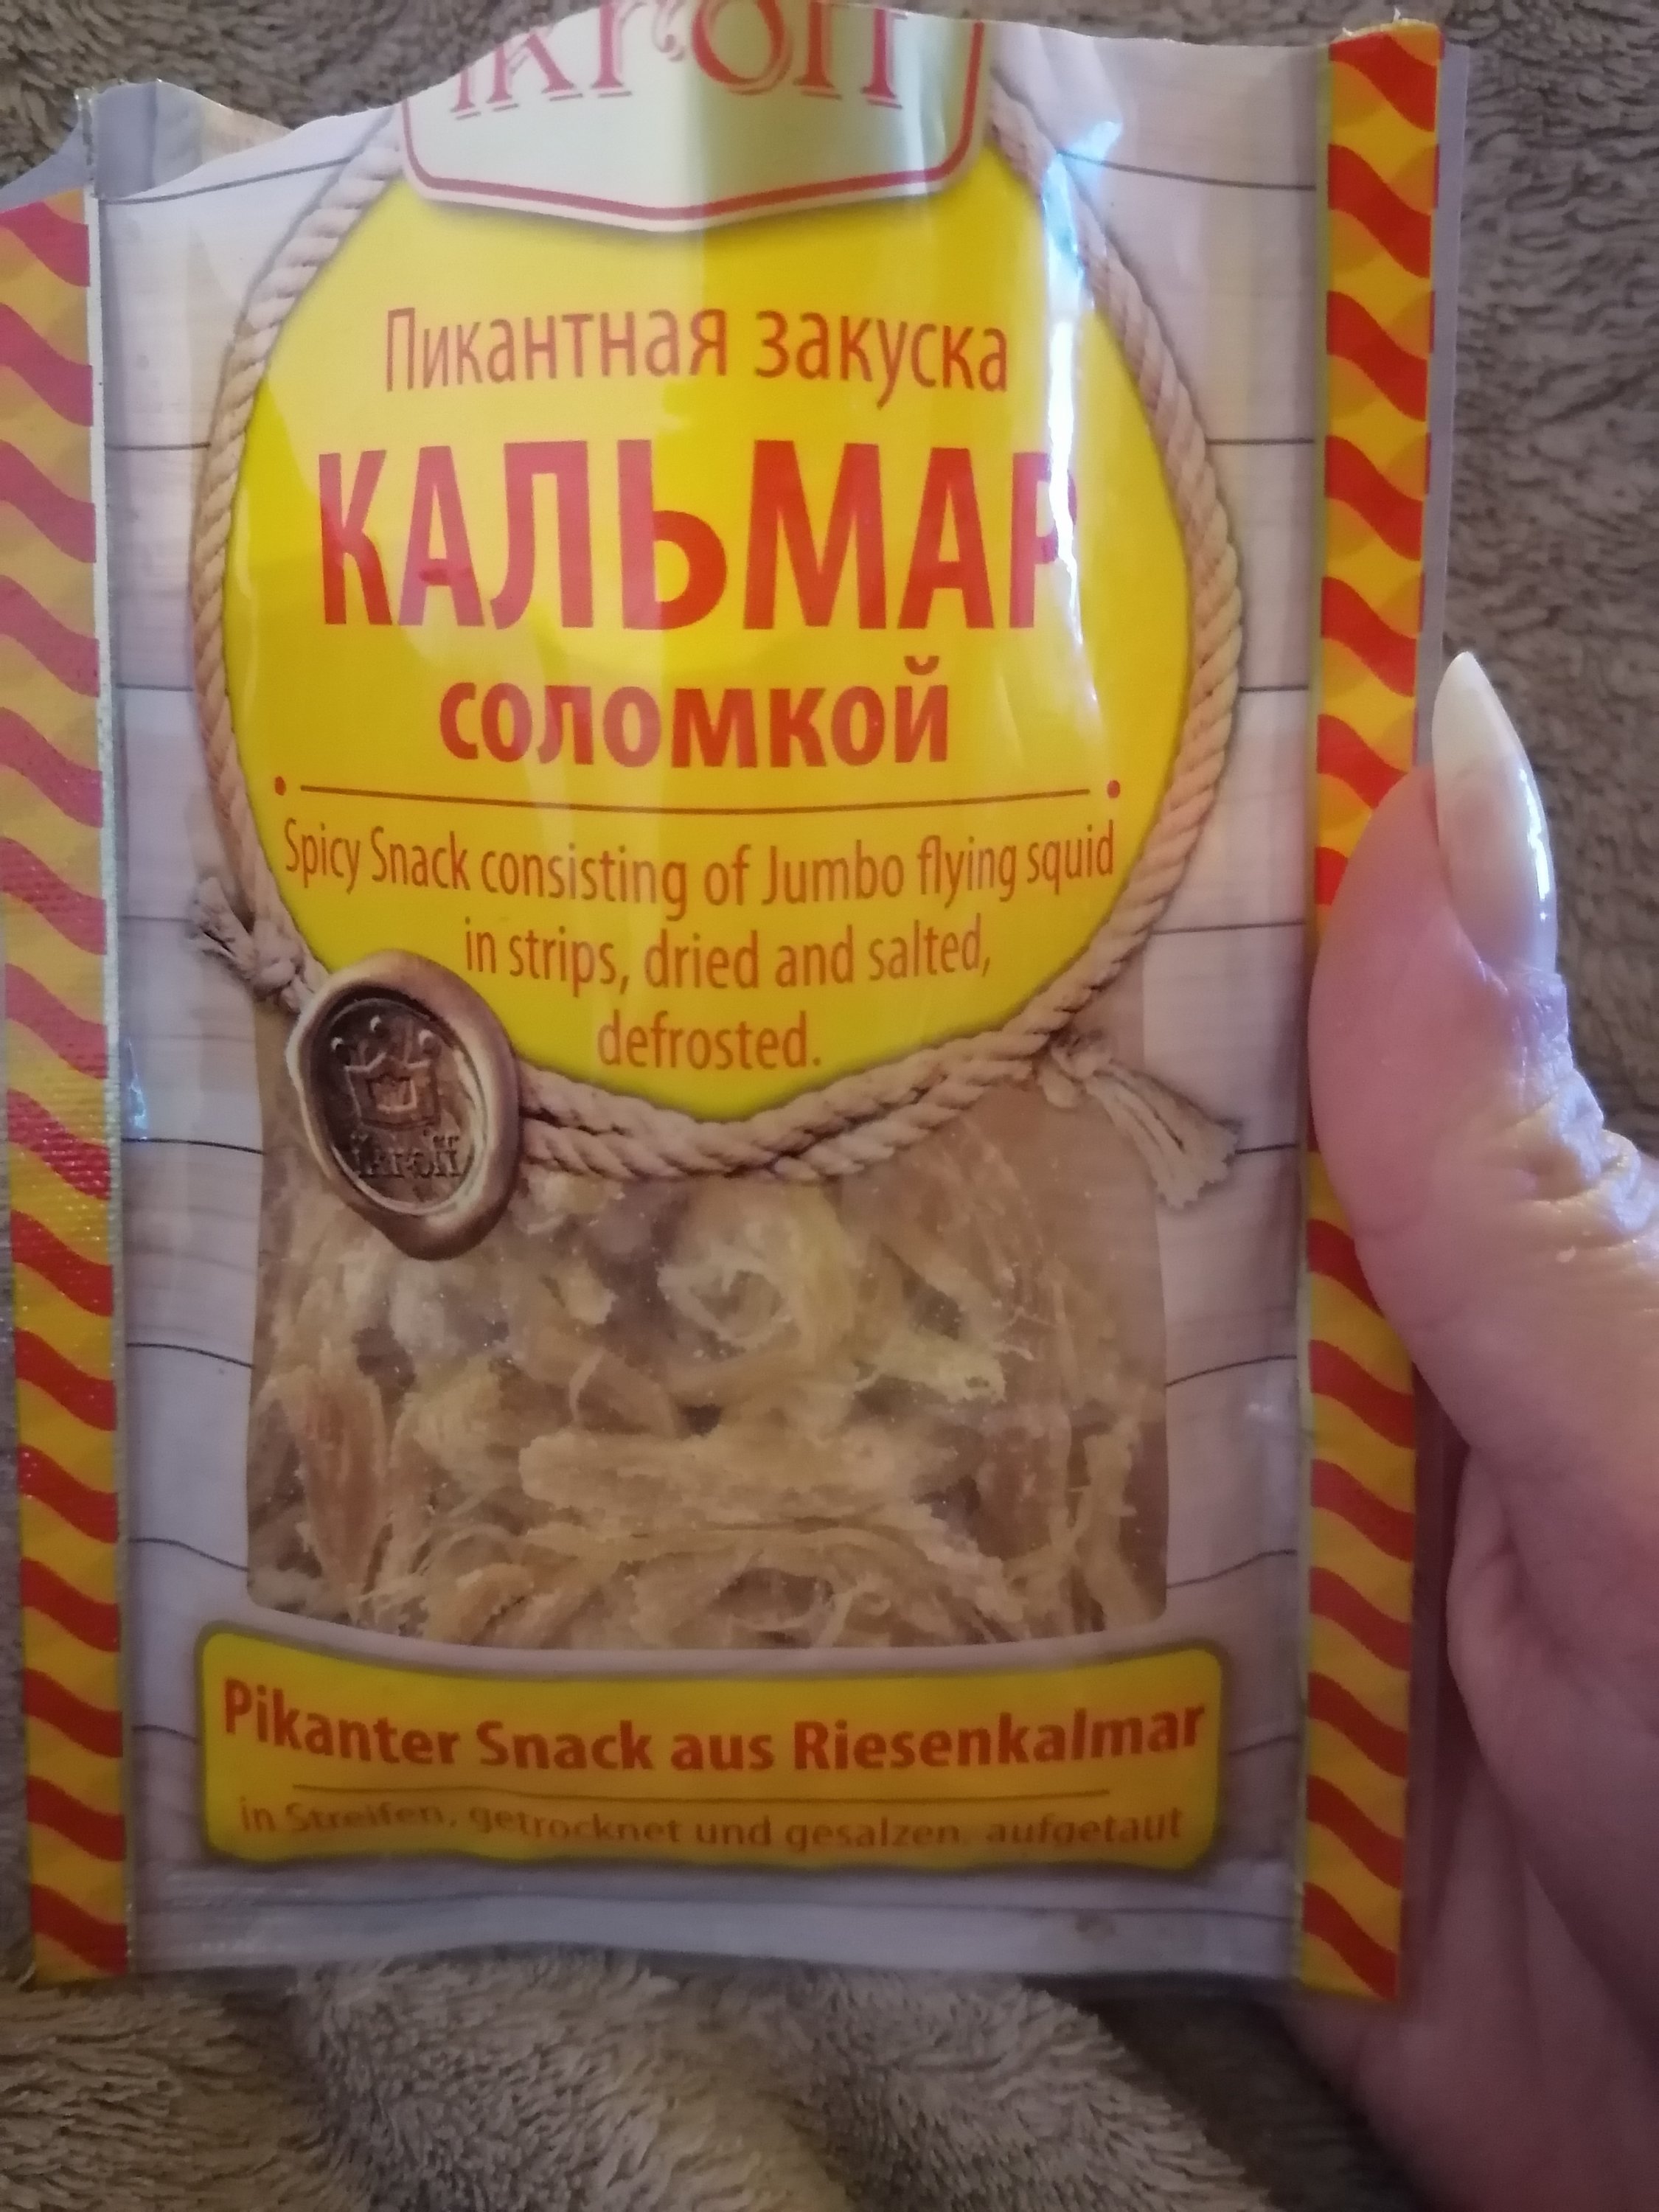 Пикантная закуска
КАЛЬМАР
соломкой
Spicy Snack consisting of Jumbo flying squid
in strips, dried and salted,
defrosted.
Pikanter Snack aus Riesenkalmar
in Streifen, getrocknet und gesalzen, aufgetaut